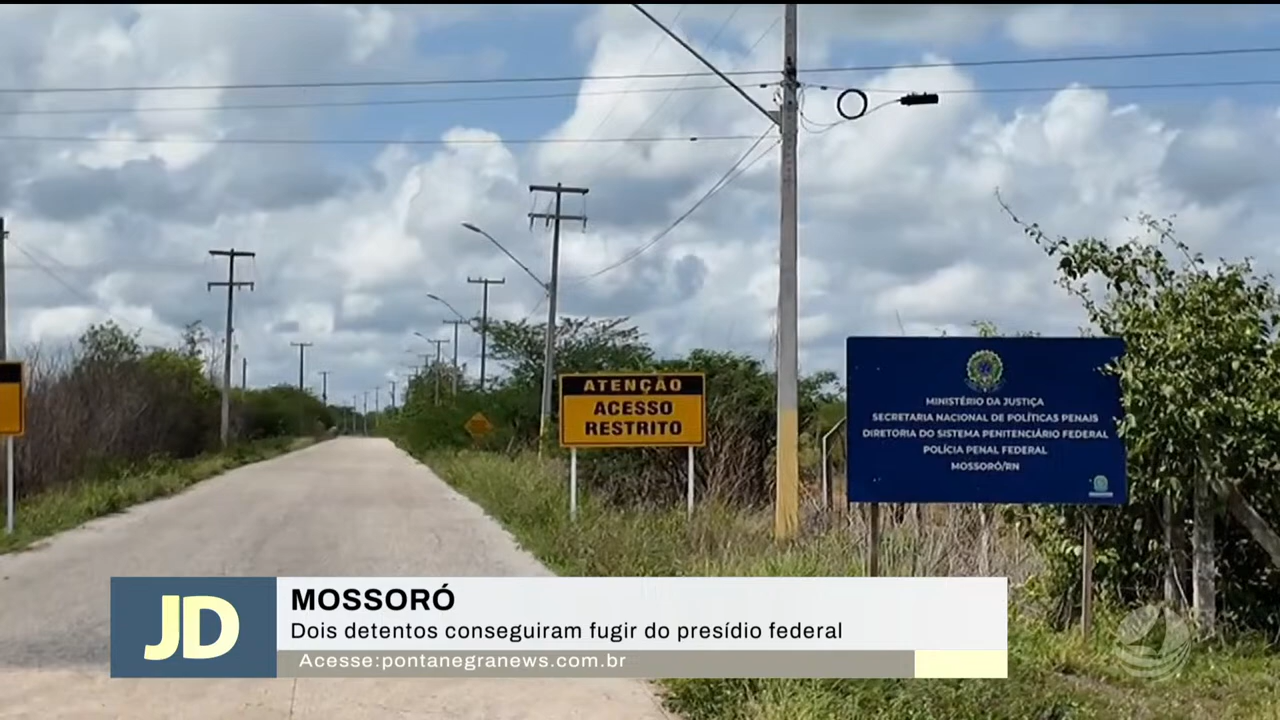 ATENÇÃO
ACESSO
RESTRITO
MINISTÉRIO DA JUSTIÇA
SECRETARIA NACIONAL DE POLÍTICAS PENAIS
DIRETORIA DO SISTEMA PENITENCIÁRIO FEDERAL
POLÍCIA PENAL FEDERAL
MOSSORÓ/RN
JD
MOSSORÓ
Dois detentos conseguiram fugir do presídio federal
Acesse:pontanegranews.com.br